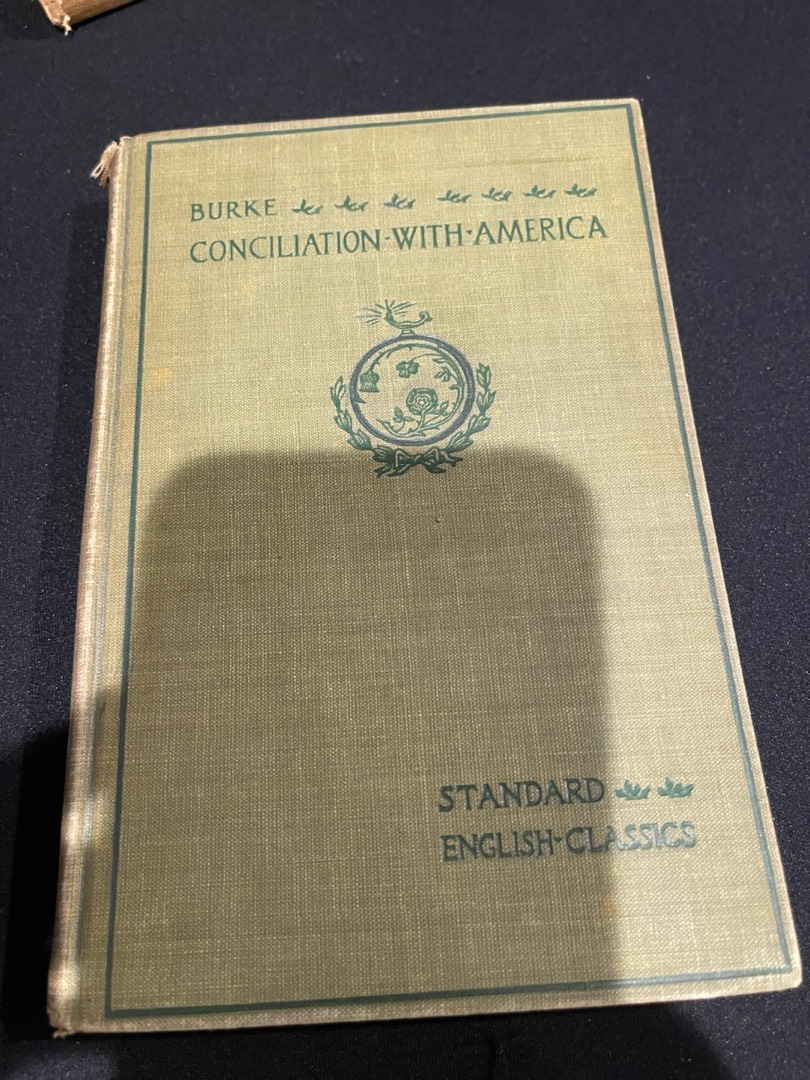 BURKE
CONCILIATION·WITH·AMERICA
STANDARD
ENGLISH·CLASSICS